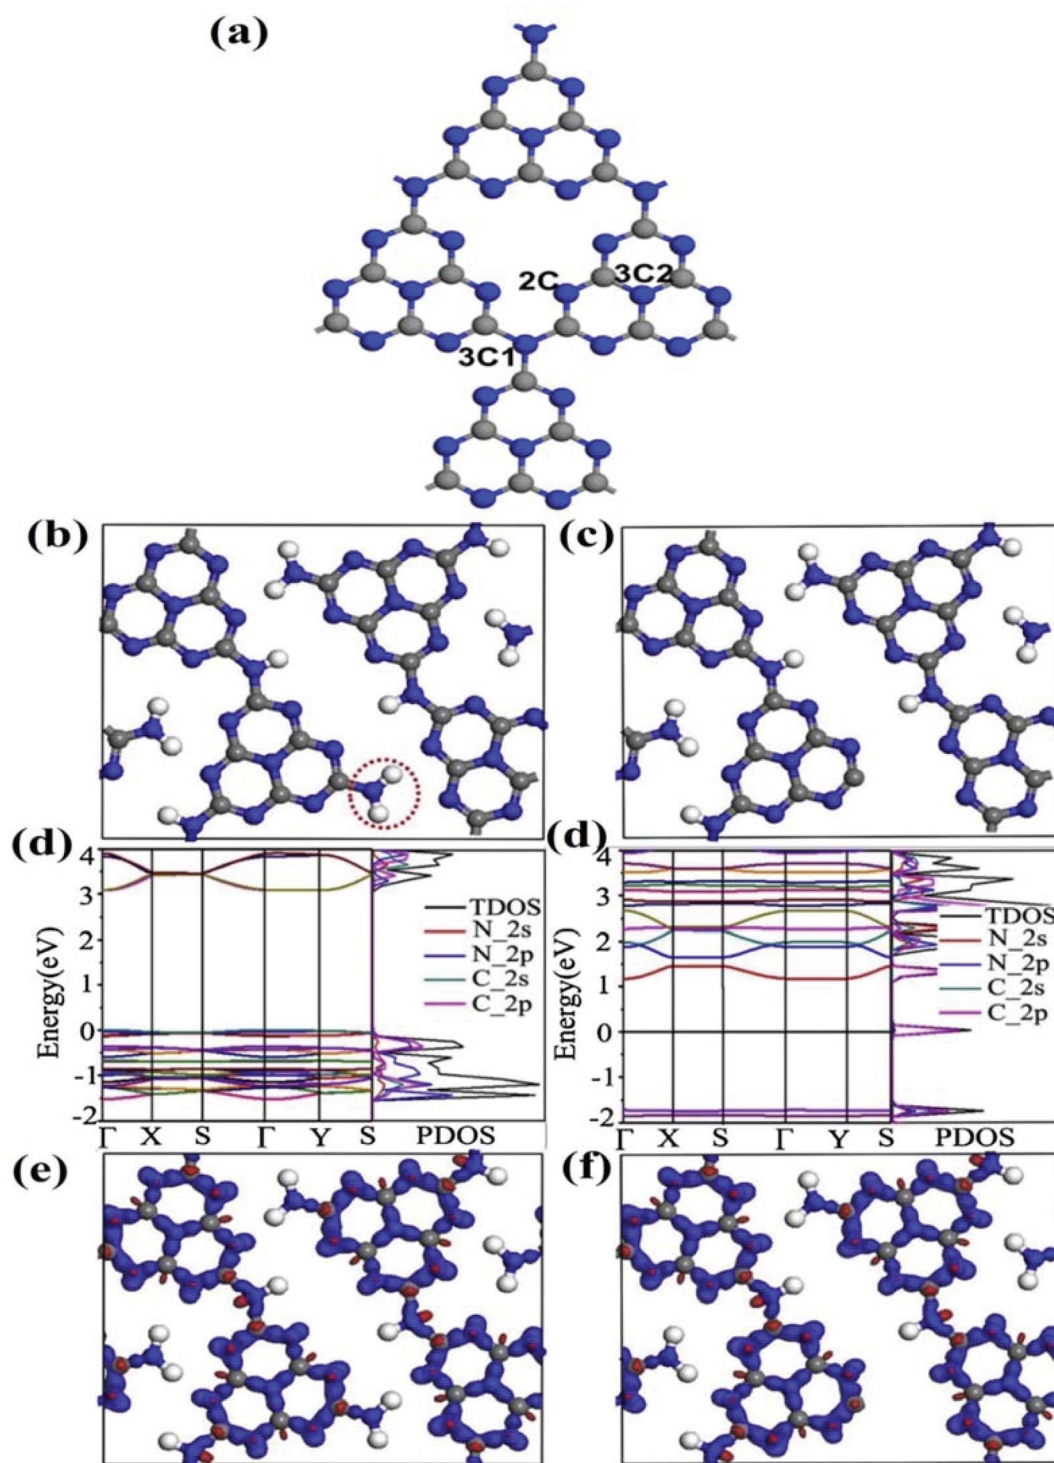 (a)
2C
3C2
3C1
(b)
(c)
(d)
4
3
2
1
0
-1
-2
Energy(eV)
TDOS
N_2s
N_2p
C_2s
C_2p
Γ X S Γ Y S PDOS
(d)
4
3
2
1
0
-1
-2
Energy(eV)
TDOS
N_2s
N_2p
C_2s
C_2p
Γ X S Γ Y S PDOS
(e)
(f)